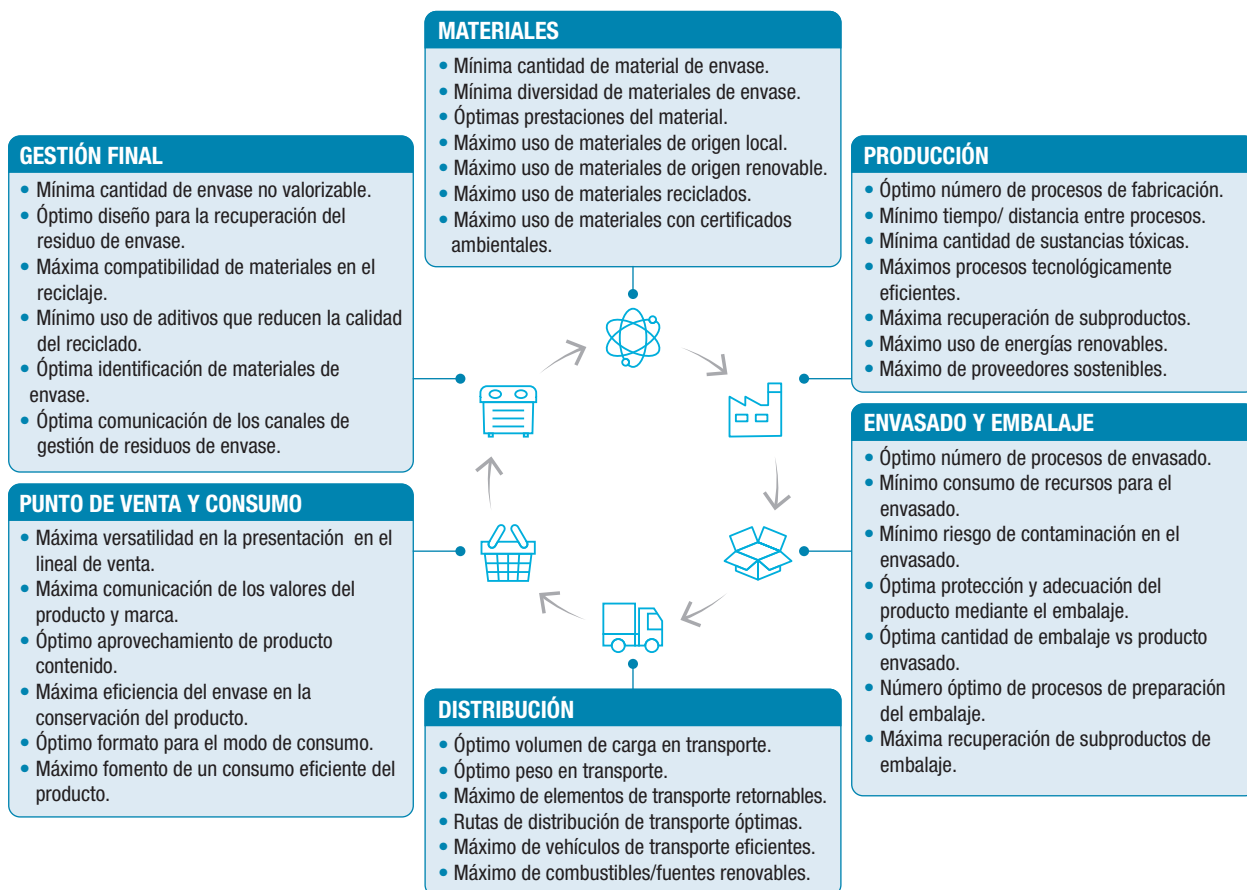 MATERIALES
• Mínima cantidad de material de envase.
• Mínima diversidad de materiales de envase.
• Óptimas prestaciones del material.
• Máximo uso de materiales de origen local.
• Máximo uso de materiales de origen renovable.
• Máximo uso de materiales reciclados.
• Máximo uso de materiales con certificados
ambientales.
PRODUCCIÓN
• Óptimo número de procesos de fabricación.
• Mínimo tiempo/ distancia entre procesos.
• Mínima cantidad de sustancias tóxicas.
• Máximos procesos tecnológicamente
eficientes.
• Máxima recuperación de subproductos.
• Máximo uso de energías renovables.
• Máximo de proveedores sostenibles.
ENVASADO Y EMBALAJE
• Óptimo número de procesos de envasado.
• Mínimo consumo de recursos para el
envasado.
• Mínimo riesgo de contaminación en el
envasado.
• Óptima protección y adecuación del
producto mediante el embalaje.
• Óptima cantidad de embalaje vs producto
envasado.
• Número óptimo de procesos de preparación
del embalaje.
• Máxima recuperación de subproductos de
embalaje.
DISTRIBUCIÓN
• Óptimo volumen de carga en transporte.
• Óptimo peso en transporte.
• Máximo de elementos de transporte retornables.
• Rutas de distribución de transporte óptimas.
• Máximo de vehículos de transporte eficientes.
• Máximo de combustibles/fuentes renovables.
PUNTO DE VENTA Y CONSUMO
• Máxima versatilidad en la presentación en el
lineal de venta.
• Máxima comunicación de los valores del
producto y marca.
• Óptimo aprovechamiento de producto
contenido.
• Máxima eficiencia del envase en la
conservación del producto.
• Óptimo formato para el modo de consumo.
• Máximo fomento de un consumo eficiente del
producto.
GESTIÓN FINAL
• Mínima cantidad de envase no valorizable.
• Óptimo diseño para la recuperación del
residuo de envase.
• Máxima compatibilidad de materiales en el
reciclaje.
• Mínimo uso de aditivos que reducen la calidad
del reciclado.
• Óptima identificación de materiales de
envase.
• Óptima comunicación de los canales de
gestión de residuos de envase.